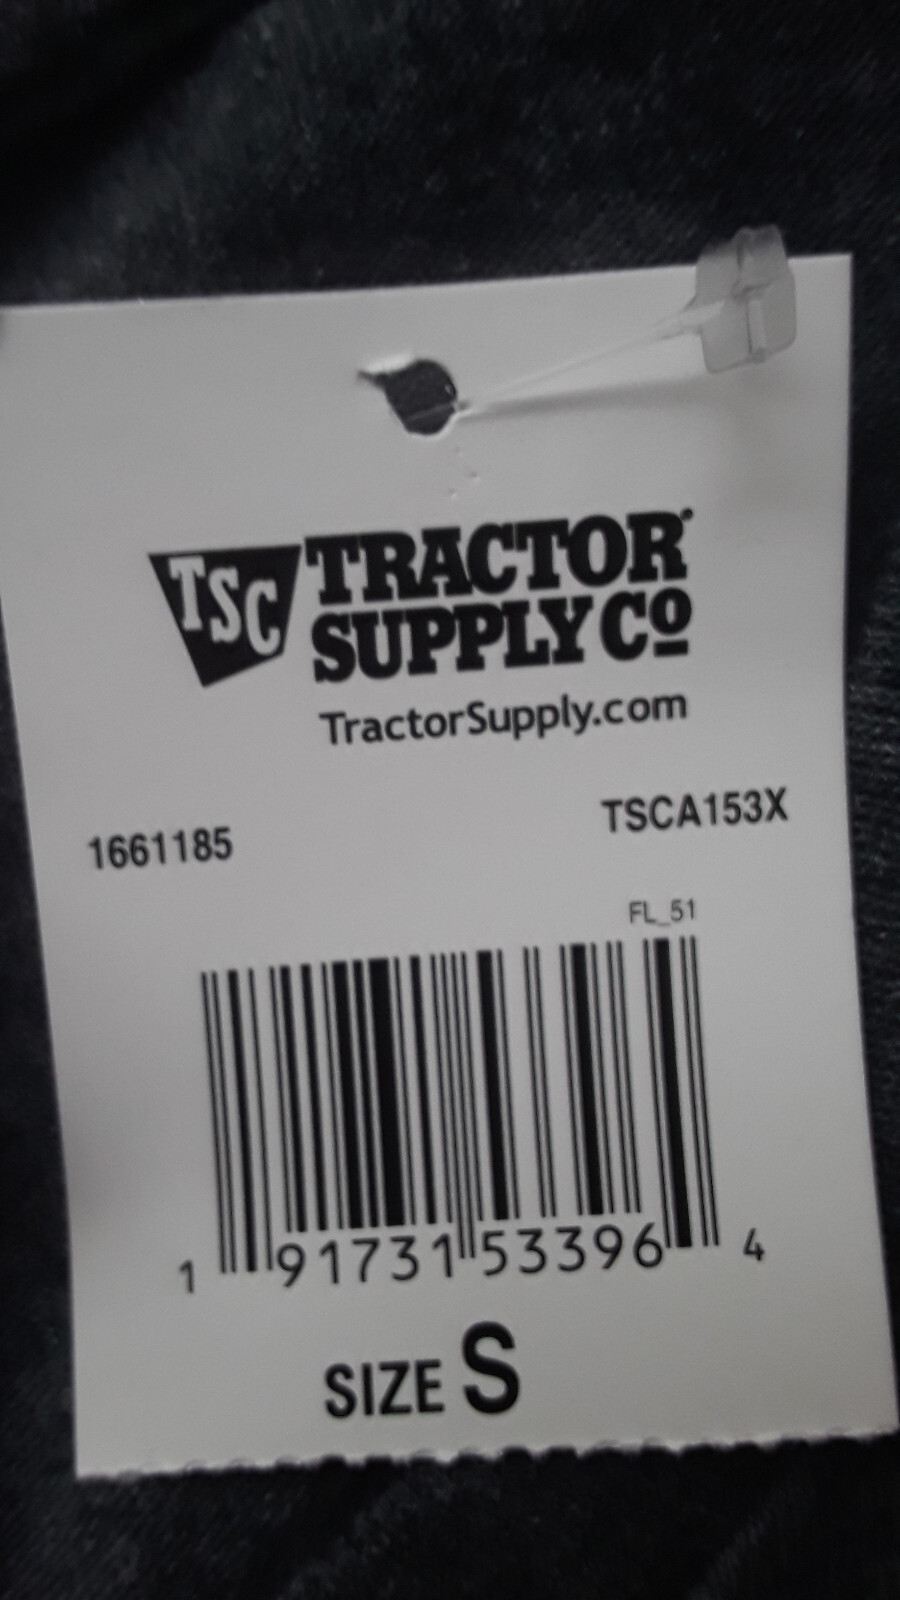 TSC TRACTOR
SUPPLY Cº
TractorSupply.com
1661185 TSCA153X
FL_51
1 91731 53396 4
SIZE S